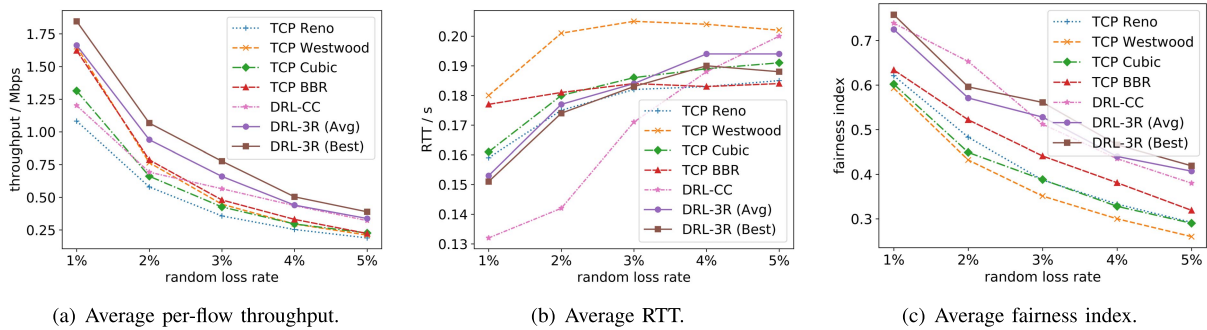 throughput / Mbps
1.75
1.50
1.25
1.00
0.75
0.50
0.25
1% 2% 3% 4% 5%
random loss rate
TCP Reno
TCP Westwood
TCP Cubic
TCP BBR
DRL-CC
DRL-3R (Avg)
DRL-3R (Best)
(a) Average per-flow throughput.
RTT / s
0.20
0.19
0.18
0.17
0.16
0.15
0.14
0.13
1% 2% 3% 4% 5%
random loss rate
TCP Reno
TCP Westwood
TCP Cubic
TCP BBR
DRL-CC
DRL-3R (Avg)
DRL-3R (Best)
(b) Average RTT.
fairness index
0.7
0.6
0.5
0.4
0.3
1% 2% 3% 4% 5%
random loss rate
TCP Reno
TCP Westwood
TCP Cubic
TCP BBR
DRL-CC
DRL-3R (Avg)
DRL-3R (Best)
(c) Average fairness index.